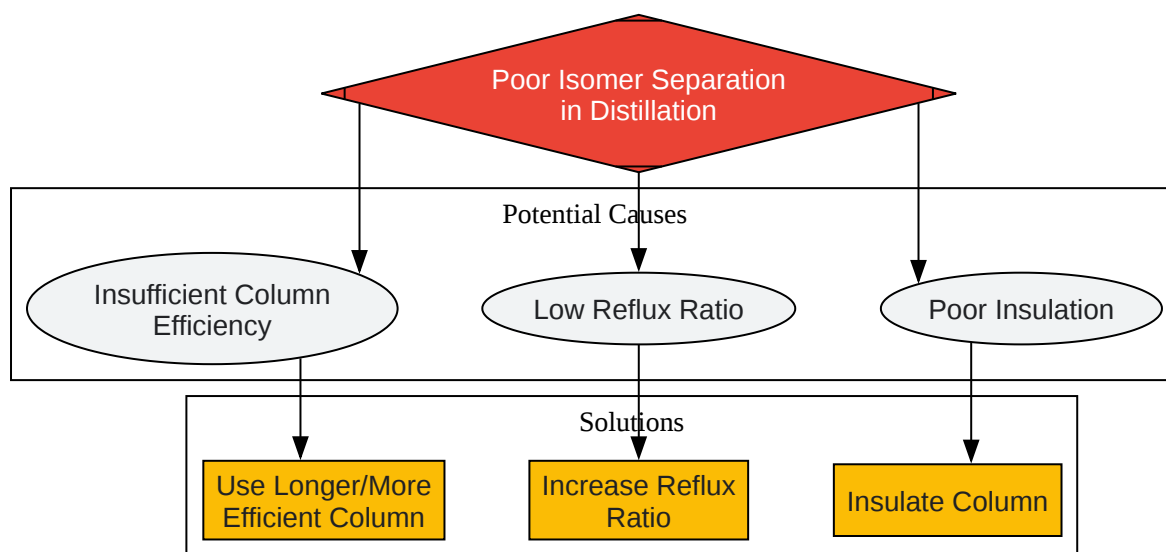 Poor Isomer Separation
in Distillation
Potential Causes
Insufficient Column
Efficiency
Low Reflux Ratio
Poor Insulation
Solutions
Use Longer/More
Efficient Column
Increase Reflux
Ratio
Insulate Column